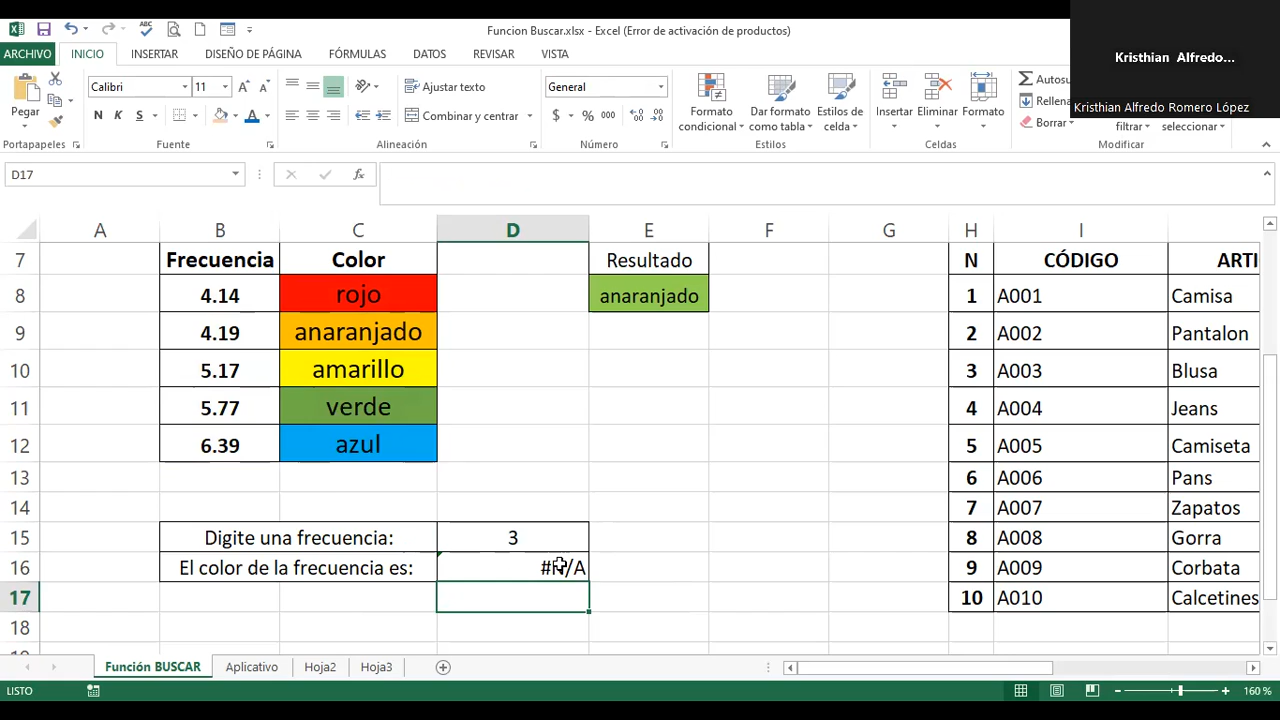 Funcion Buscar.xlsx - Excel (Error de activación de productos)
Kristhian Alfredo...
Kristhian Alfredo Romero López
ARCHIVO INICIO INSERTAR DISEÑO DE PÁGINA FÓRMULAS DATOS REVISAR VISTA
Pegar
Calibri 11
N K S
Ajustar texto
Combinar y centrar
General
$ % 000
Formato condicional
Dar formato como tabla
Estilos de celda
Insertar
Eliminar
Formato
Autosu
Rellena
Borrar
filtrar
seleccionar
Portapapeles Fuente Alineación Número Estilos Celdas Modificar
D17 fx
A B C D E F G H I
7 Frecuencia Color Resultado N CÓDIGO ARTI
8 4.14 rojo anaranjado 1 A001 Camisa
9 4.19 anaranjado 2 A002 Pantalon
10 5.17 amarillo 3 A003 Blusa
11 5.77 verde 4 A004 Jeans
12 6.39 azul 5 A005 Camiseta
13 6 A006 Pans
14 7 A007 Zapatos
15 Digite una frecuencia: 3 8 A008 Gorra
16 El color de la frecuencia es: #N/A 9 A009 Corbata
17 10 A010 Calcetines
18
Función BUSCAR Aplicativo Hoja2 Hoja3
LISTO 160 %